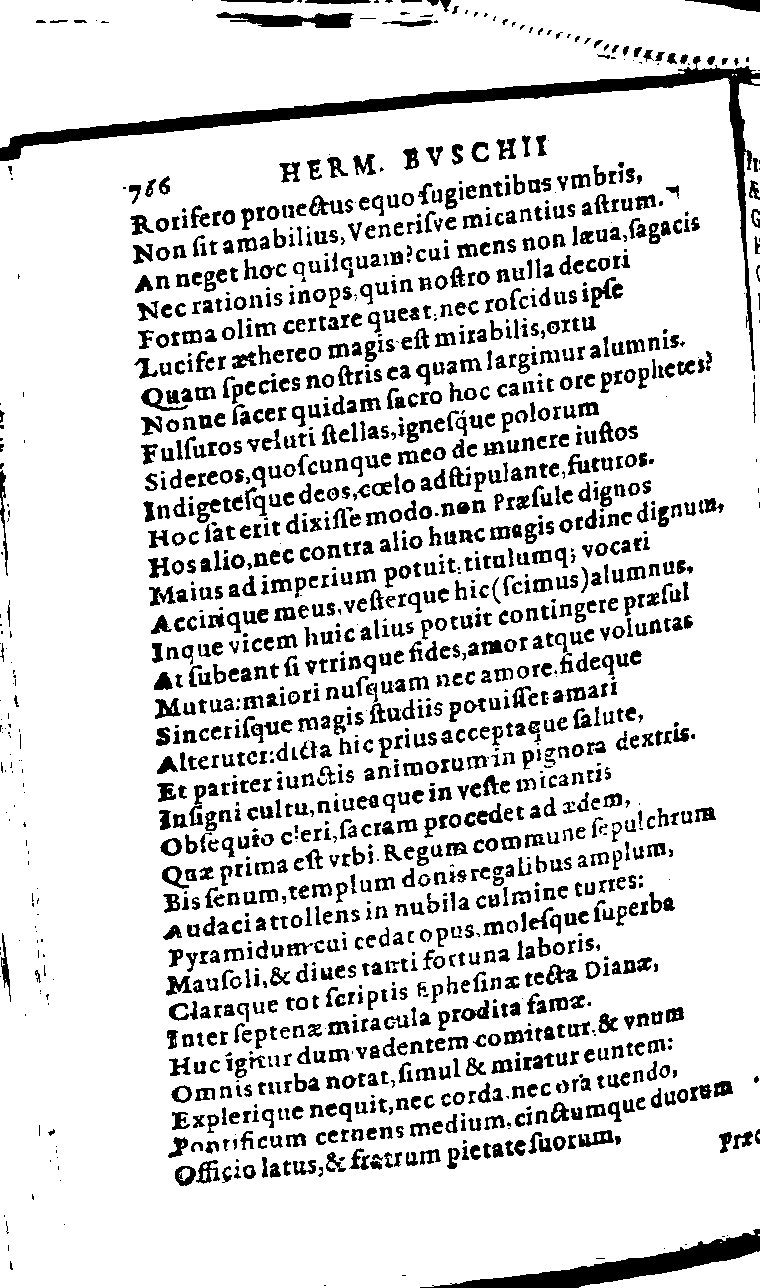 766
HERM. BVSCHII
Rorifero prouectus equo fugientibus vmbris,
Non ſit amabilius, Veneriſve micantius aſtrum.
An neget hoc quiſquam? cui mens non læua, ſagacis
Nec rationis inops, quin noſtro nulla decori
Forma olim certare queat, nec roſcidus ipſe
Lucifer æthereo magis eſt mirabilis, ortu
Quam ſpecies noſtris ea quam largimur alumnis.
Nonne ſacer quidam ſacro hoc canit ore prophetes?
Fulſuros veluti ſtellas, igneſq́ue polorum
Sidereos, quoſcunque meo de munere iuſtos
Indigeteſque deos, cœlo adſtipulante, futuros.
Hoc ſat erit dixiſſe modo. non Præſule dignos
Hos alio, nec contra alio hunc magis ordine dignum,
Maius ad imperium potuit. titulumq; vocari
Accirique meus, veſterque hic (ſcimus) alumnus.
Inque vicem huic alius potuit contingere præſul
At ſubeant ſi vtrinque fides, amor atque voluntas
Mutua: maiori nuſquam nec amore. fideque
Sinceriſque magis ſtudiis potuiſſet amari
Alteruter: dicta hic prius acceptaque ſalute,
Et pariter iunctis animorum in pignora dextris.
Inſigni cultu, niueaque in veſte micantis
Obſequio cleri, ſacram procedet ad ædem,
Quæ prima eſt vrbi. Regum commune ſepulchrum
Bis ſenum, templum donis regalibus amplum,
Audaci attollens in nubila culmine turres:
Pyramidum cui cedat opus, moleſque ſuperba
Mauſoli, & diues tanti fortuna laboris,
Claraque tot ſcriptis Epheſinæ tecta Dianæ,
Inter ſeptenæ miracula prodita famæ.
Huc igitur dum vadentem comitatur. & vnum
Omnis turba notat, ſimul & miratur euntem:
Explerique nequit, nec corda. nec ora tuendo,
Pontificum cernens medium, cinctumque duorum
Officio latus, & fratrum pietate ſuorum,